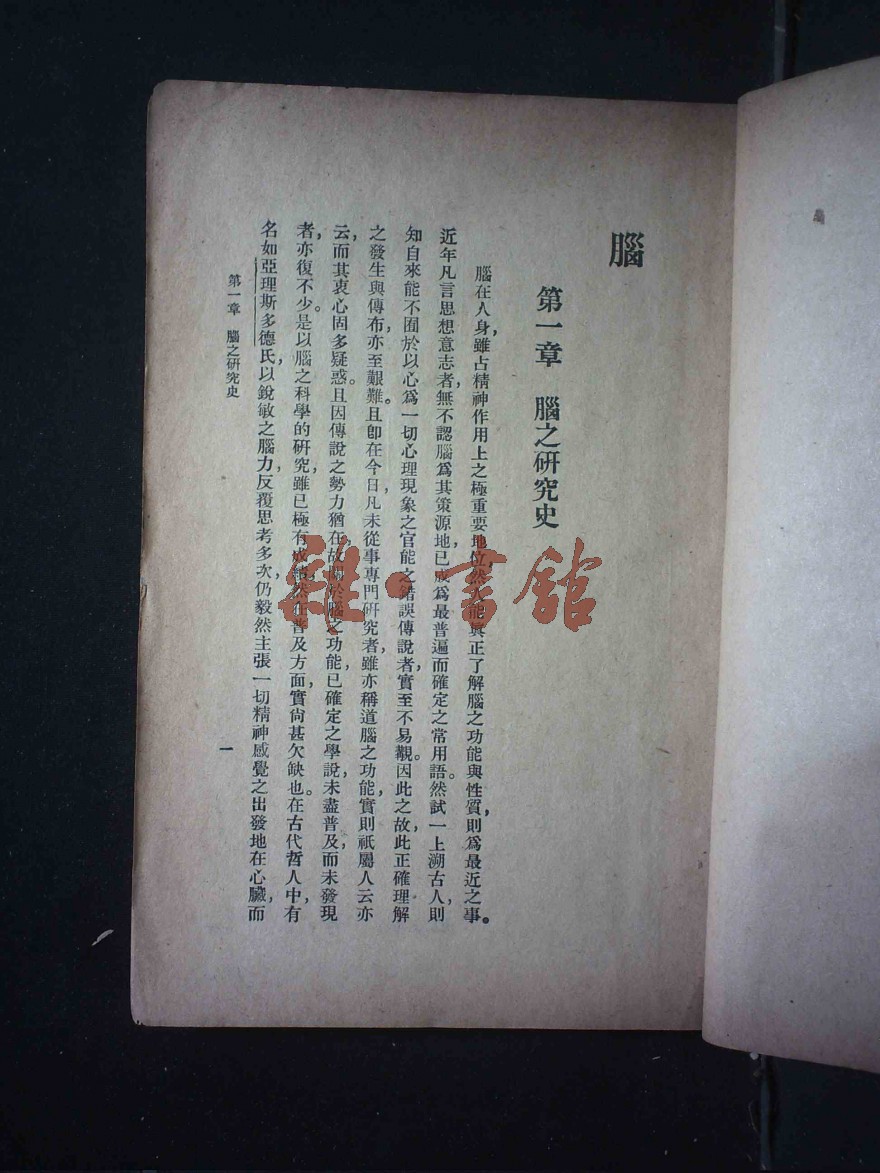 腦
第一章　腦之研究史
腦在人身，雖占精神作用上之極重要地位，然欠能眞正了解腦之功能與性質，則爲最近之事。
近年凡言思想意志者，無不認腦爲其策源地，已成爲最普遍而確定之常用語。然試一上溯古人，則
知自來能不囿於以心爲一切心理現象之官能之錯誤傳說者，實至不易覩。因此之故，此正確理解
之發生與傳布，亦至艱難。且卽在今日，凡未從事專門研究者，雖亦稱道腦之功能，實則祇屬人云亦
云，而其衷心固多疑惑。且因傳說之勢力猶在，故關於腦之功能，已確定之學說，未盡普及，而未發現
者，亦復不少。是以腦之科學的研究，雖已極有成績，然在普及方面，實尙甚欠缺也。在古代哲人中，有
名如亞理斯多德氏，以銳敏之腦力，反覆思考多次，仍毅然主張一切精神感覺之出發地在心臟，而
第一章　腦之研究史
一
雜·書館